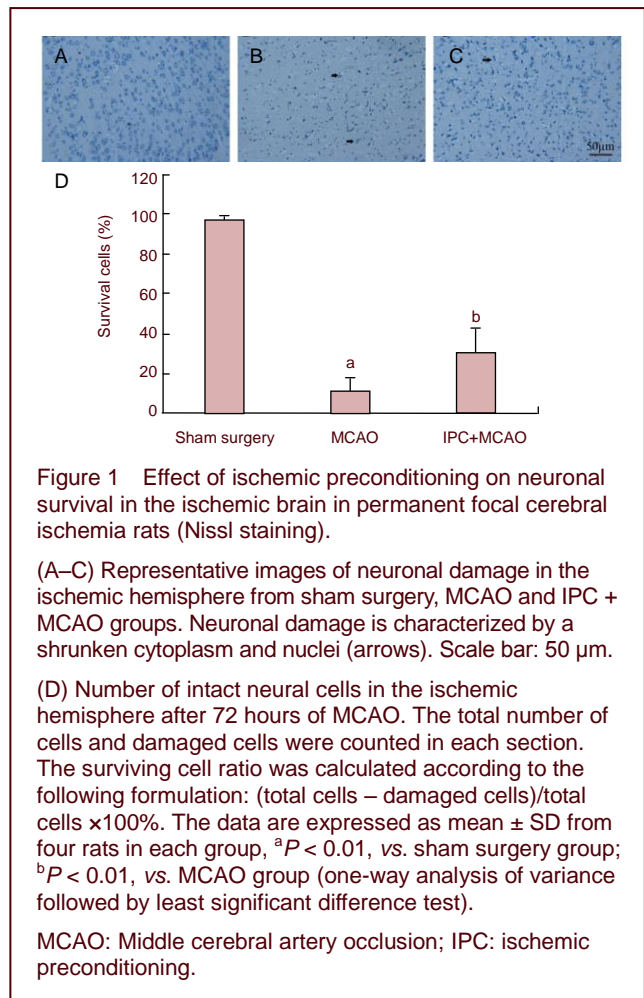 A B C
50μm
D
120
100
80
60
40
20
0
Survival cells (%)
a
b
Sham surgery MCAO IPC+MCAO
Figure 1 Effect of ischemic preconditioning on neuronal
survival in the ischemic brain in permanent focal cerebral
ischemia rats (Nissl staining).
(A–C) Representative images of neuronal damage in the
ischemic hemisphere from sham surgery, MCAO and IPC +
MCAO groups. Neuronal damage is characterized by a
shrunken cytoplasm and nuclei (arrows). Scale bar: 50 μm.
(D) Number of intact neural cells in the ischemic
hemisphere after 72 hours of MCAO. The total number of
cells and damaged cells were counted in each section.
The surviving cell ratio was calculated according to the
following formulation: (total cells – damaged cells)/total
cells ×100%. The data are expressed as mean ± SD from
four rats in each group, ᵃP < 0.01, vs. sham surgery group;
ᵇP < 0.01, vs. MCAO group (one-way analysis of variance
followed by least significant difference test).
MCAO: Middle cerebral artery occlusion; IPC: ischemic
preconditioning.